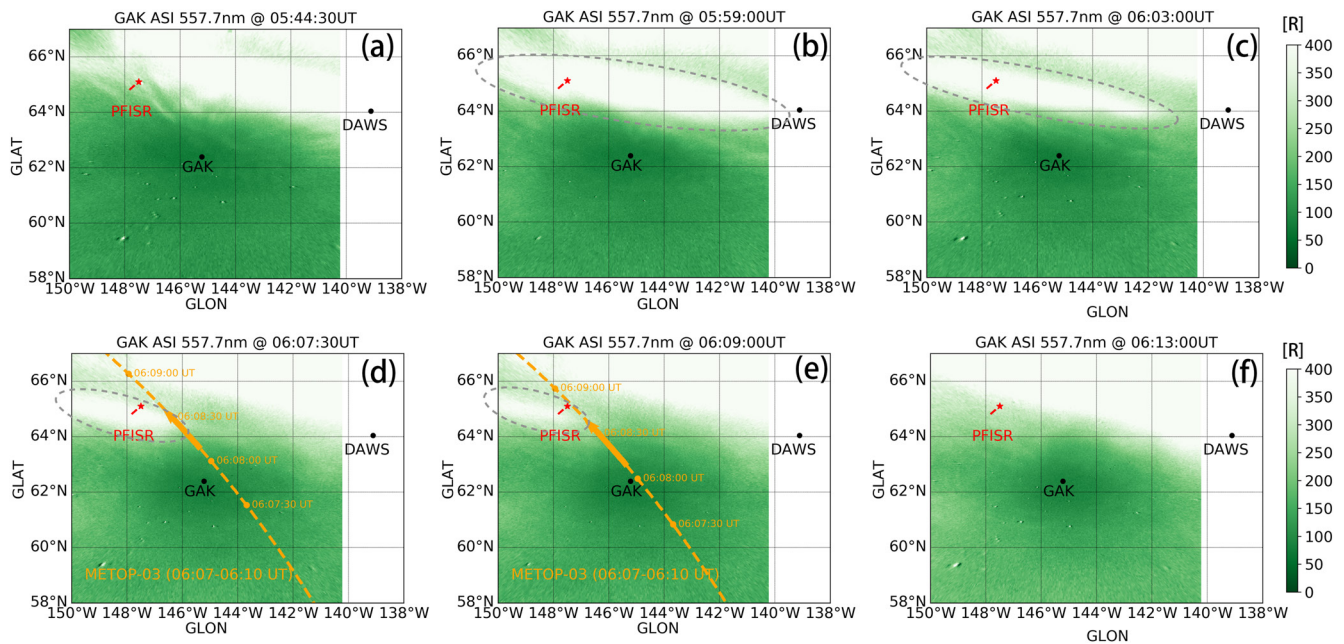 GAK ASI 557.7nm @ 05:44:30UT
(a)
66°N
64°N
62°N
60°N
58°N
GLAT
150°W 148°W 146°W 144°W 142°W 140°W 138°W
GLON
PFISR
GAK
DAWS
GAK ASI 557.7nm @ 05:59:00UT
(b)
66°N
64°N
62°N
60°N
58°N
GLAT
150°W 148°W 146°W 144°W 142°W 140°W 138°W
GLON
PFISR
GAK
DAWS
GAK ASI 557.7nm @ 06:03:00UT
(c)
66°N
64°N
62°N
60°N
58°N
GLAT
150°W 148°W 146°W 144°W 142°W 140°W 138°W
GLON
PFISR
GAK
DAWS
[R]
400
350
300
250
200
150
100
50
0
GAK ASI 557.7nm @ 06:07:30UT
(d)
66°N
64°N
62°N
60°N
58°N
GLAT
150°W 148°W 146°W 144°W 142°W 140°W 138°W
GLON
06:09:00 UT
PFISR
06:08:00 UT
GAK
06:07:30 UT
METOP-03 (06:07-06:10 UT)
DAWS
GAK ASI 557.7nm @ 06:09:00UT
(e)
66°N
64°N
62°N
60°N
58°N
GLAT
150°W 148°W 146°W 144°W 142°W 140°W 138°W
GLON
06:09:00 UT
PFISR
06:08:00 UT
GAK
06:07:30 UT
METOP-03 (06:07-06:10 UT)
DAWS
GAK ASI 557.7nm @ 06:13:00UT
(f)
66°N
64°N
62°N
60°N
58°N
GLAT
150°W 148°W 146°W 144°W 142°W 140°W 138°W
GLON
PFISR
GAK
DAWS
[R]
400
350
300
250
200
150
100
50
0